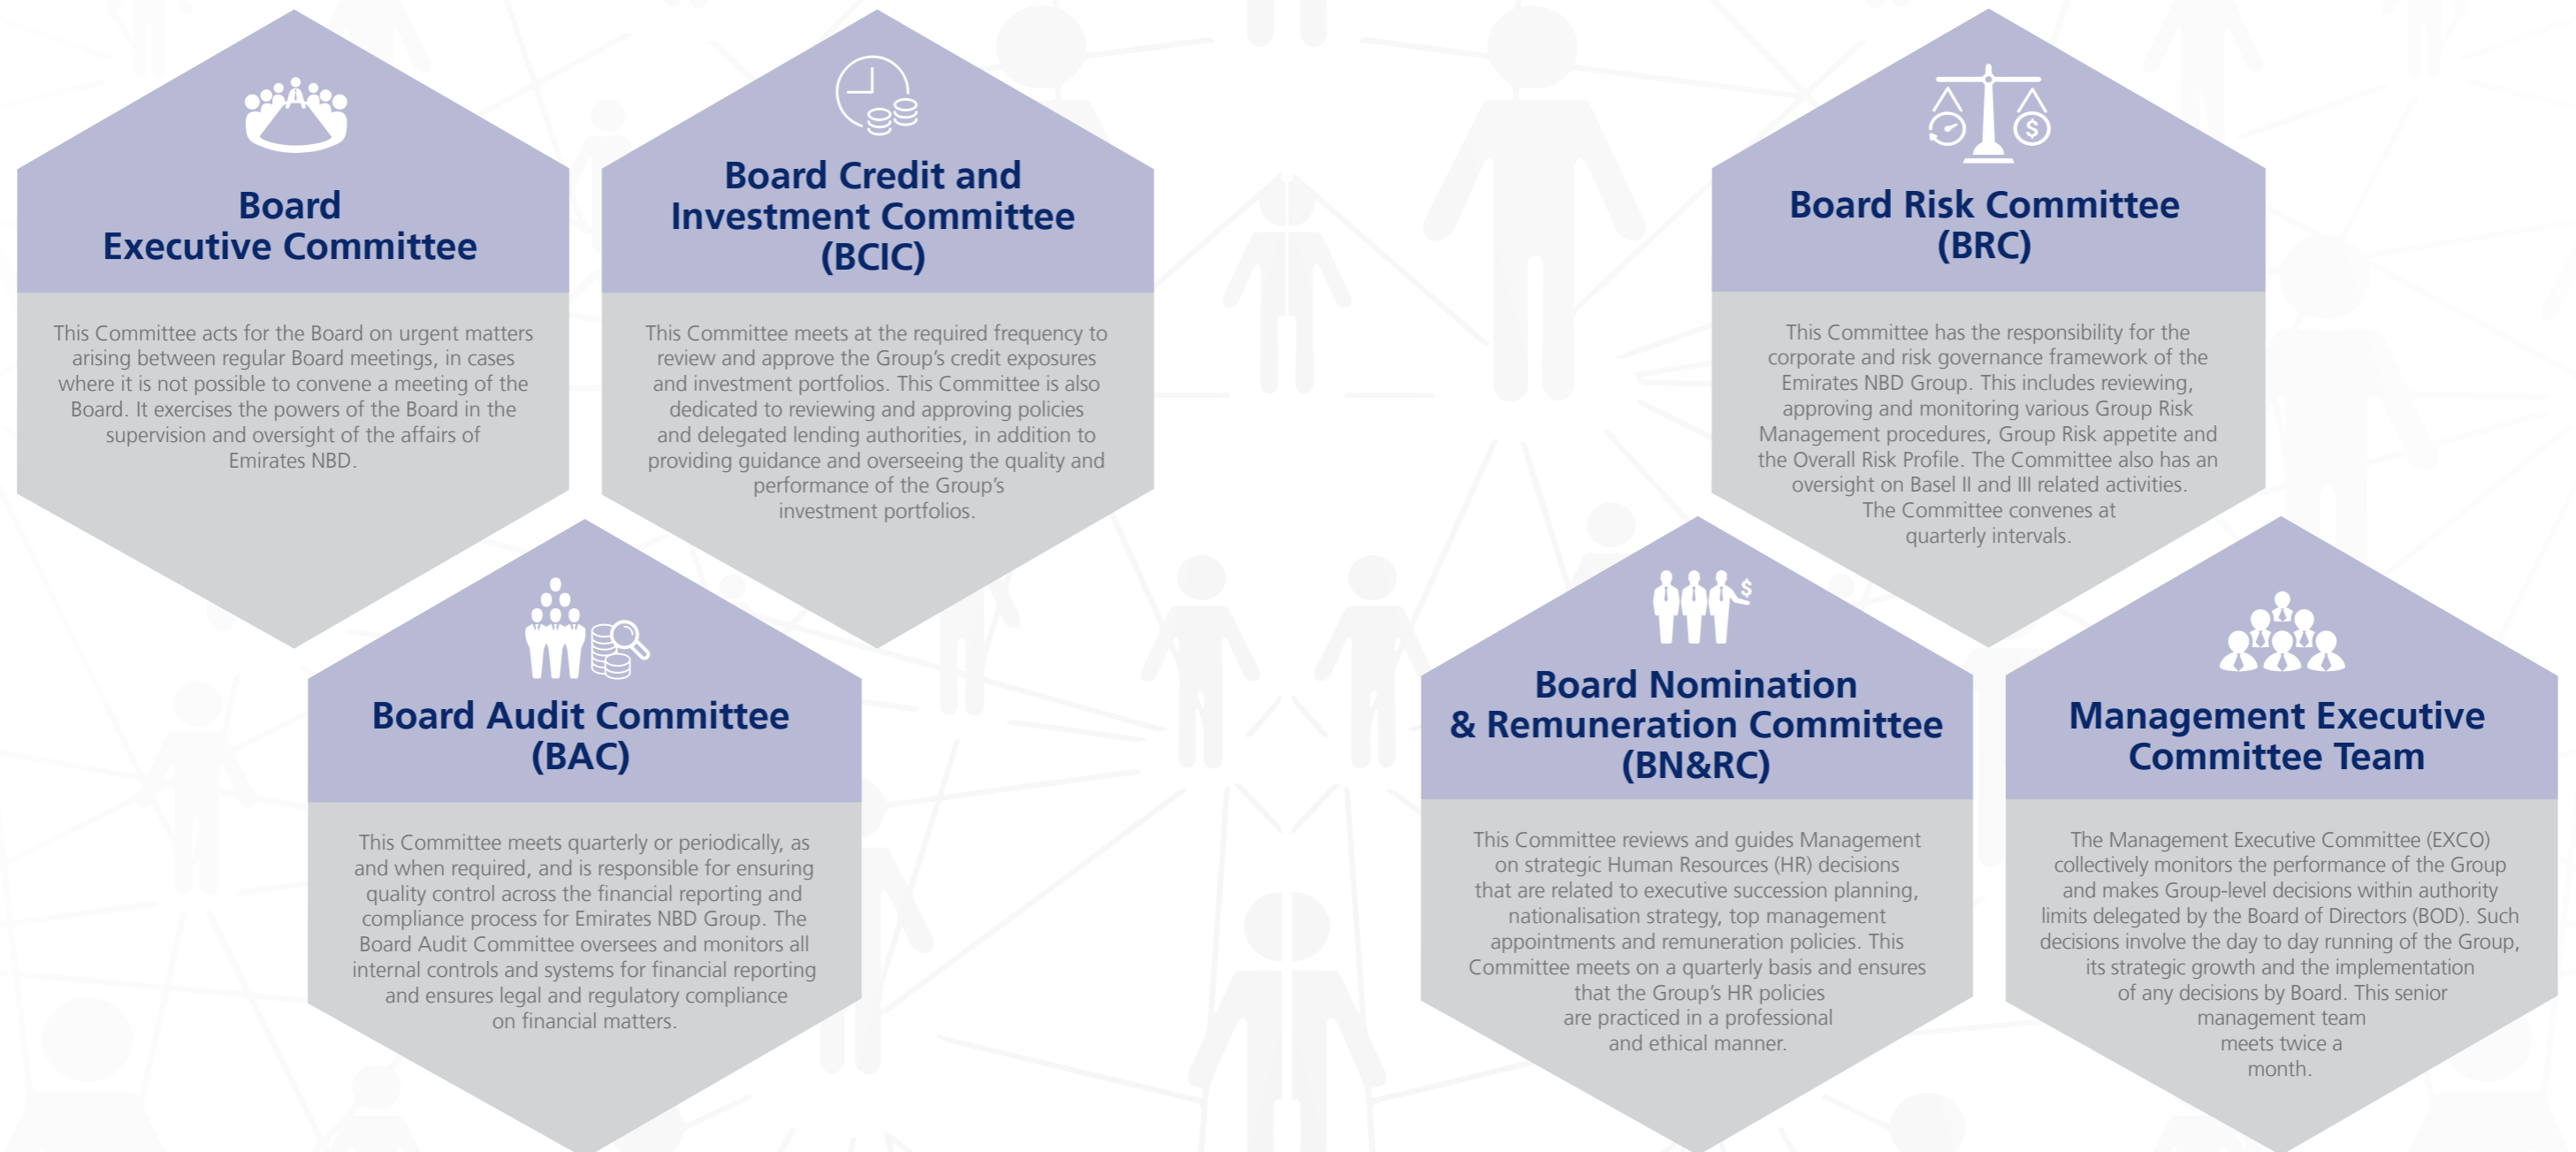 Board
Executive Committee
This Committee acts for the Board on urgent matters
arising between regular Board meetings, in cases
where it is not possible to convene a meeting of the
Board. It exercises the powers of the Board in the
supervision and oversight of the affairs of
Emirates NBD.
Board Credit and
Investment Committee
(BCIC)
This Committee meets at the required frequency to
review and approve the Group's credit exposures
and investment portfolios. This Committee is also
dedicated to reviewing and approving policies
and delegated lending authorities, in addition to
providing guidance and overseeing the quality and
performance of the Group's
investment portfolios.
Board Audit Committee
(BAC)
This Committee meets quarterly or periodically, as
and when required, and is responsible for ensuring
quality control across the financial reporting and
compliance process for Emirates NBD Group. The
Board Audit Committee oversees and monitors all
internal controls and systems for financial reporting
and ensures legal and regulatory compliance
on financial matters.
Board Risk Committee
(BRC)
This Committee has the responsibility for the
corporate and risk governance framework of the
Emirates NBD Group. This includes reviewing,
approving and monitoring various Group Risk
Management procedures, Group Risk appetite and
the Overall Risk Profile. The Committee also has an
oversight on Basel II and III related activities.
The Committee convenes at
quarterly intervals.
Board Nomination
& Remuneration Committee
(BN&RC)
This Committee reviews and guides Management
on strategic Human Resources (HR) decisions
that are related to executive succession planning,
nationalisation strategy, top management
appointments and remuneration policies. This
Committee meets on a quarterly basis and ensures
that the Group's HR policies
are practiced in a professional
and ethical manner.
Management Executive
Committee Team
The Management Executive Committee (EXCO)
collectively monitors the performance of the Group
and makes Group-level decisions within authority
limits delegated by the Board of Directors (BOD). Such
decisions involve the day to day running of the Group,
its strategic growth and the implementation
of any decisions by Board. This senior
management team
meets twice a
month.